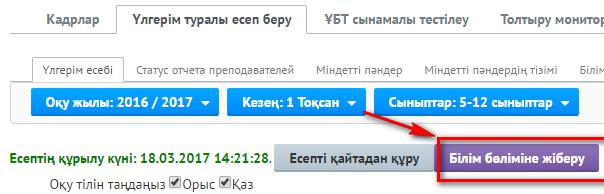 Кадрлар Үлгерім туралы есеп беру ҰБТ сынамалы тестілеу Толтыру монитор
Үлгерім есебі Статус отчета преподавателей Міндетті пәндер Міндетті пәндердің тізімі Білім
Оқу жылы: 2016 / 2017 Кезең: 1 Тоқсан Сыныптар: 5-12 сыныптар
Есептің құрылу күні: 18.03.2017 14:21:28. Есепті қайтадан құру Білім бөліміне жіберу
Оқу тілін таңдаңыз Орыс Қаз